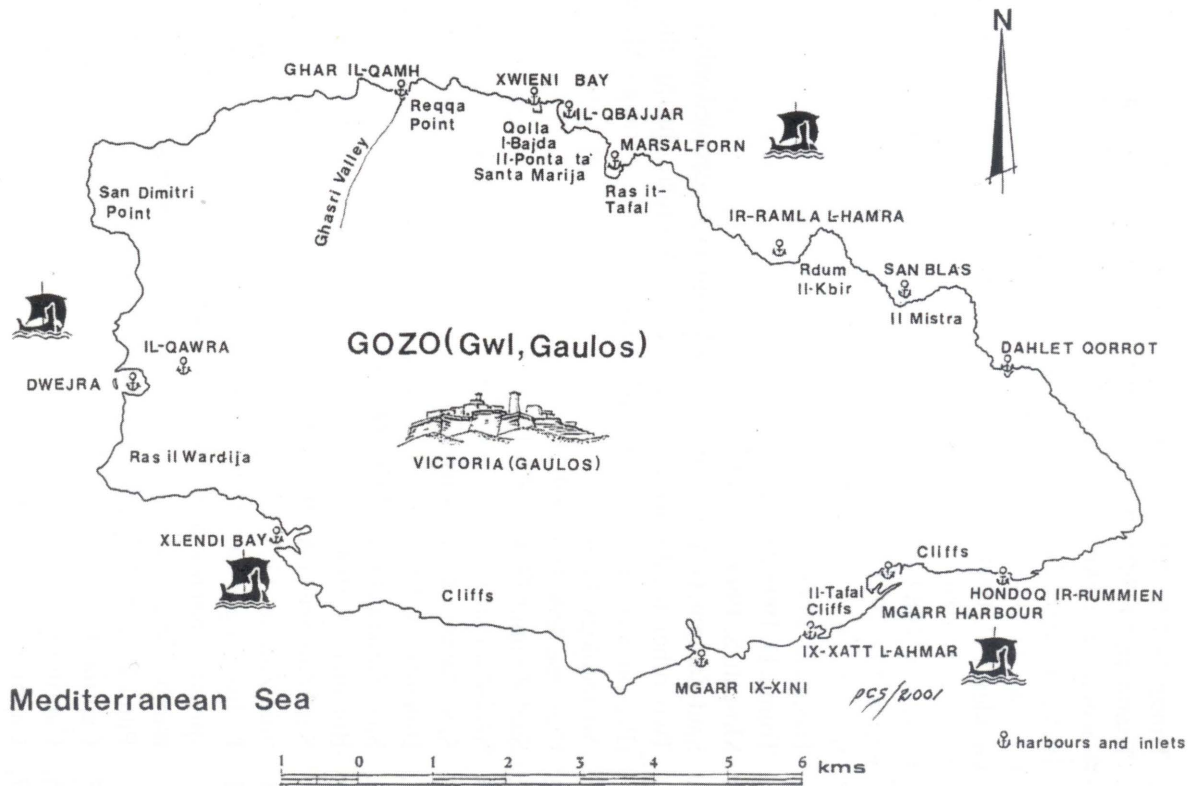 N
GHAR IL-QAMH
XWIENI BAY
IL-QBAJJAR
Reqqa
Point
Qolla
l-Bajda
Il-Ponta ta'
Santa Marija
MARSALFORN
Ghasri Valley
Ras it-
Tafal
San Dimitri
Point
IR-RAMLA L-HAMRA
Rdum
Il-Kbir
SAN BLAS
Il Mistra
GOZO (Gwl, Gaulos)
IL-QAWRA
DAHLET QORROT
DWEJRA
VICTORIA (GAULOS)
Ras il Wardija
XLENDI BAY
Cliffs
Cliffs
Il-Tafal
Cliffs
HONDOQ IR-RUMMIEN
MGARR HARBOUR
IX-XATT L-AHMAR
MGARR IX-XINI
PCS/2001
Mediterranean Sea
harbours and inlets
1 0 1 2 3 4 5 6 kms